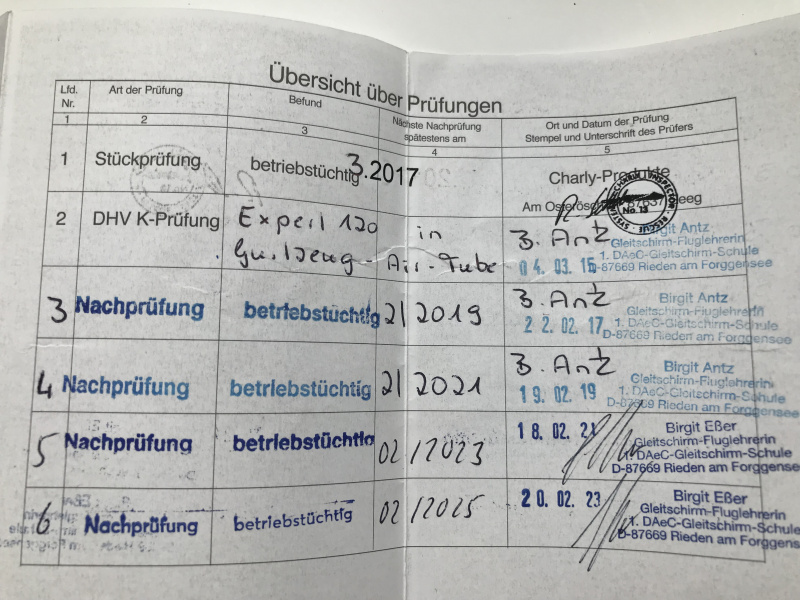 Übersicht über Prüfungen
Lfd. Nr.
Art der Prüfung
Befund
Nächste Nachprüfung spätestens am
Ort und Datum der Prüfung
Stempel und Unterschrift des Prüfers
1 2 3 4 5
1 Stückprüfung betriebstüchtig 3.2017 Charly-Produkte
No. 13
2 DHV K-Prüfung Expert 120 in B. Antz Birgit Antz
Gleitschirm-Fluglehrerin
Gurtzeug- Air-Tube 04. 03. 15 1. DAeC-Gleitschirm-Schule
D-87669 Rieden am Forggensee
3 Nachprüfung betriebstüchtig 2/2019 B. Antz Birgit Antz
Gleitschirm-Fluglehrerin
22. 02. 17 1. DAeC-Gleitschirm-Schule
D-87669 Rieden am Forggensee
4 Nachprüfung betriebstüchtig 2/2021 B. Antz Birgit Antz
Gleitschirm-Fluglehrerin
19. 02. 19 1. DAeC-Gleitschirm-Schule
D-87669 Rieden am Forggensee
5 Nachprüfung betriebstüchtig 02/2023 18. 02. 21 Birgit Eßer
Gleitschirm-Fluglehrerin
1. DAeC-Gleitschirm-Schule
D-87669 Rieden am Forggensee
6 Nachprüfung betriebstüchtig 02/2025 20. 02. 23 Birgit Eßer
Gleitschirm-Fluglehrerin
1. DAeC-Gleitschirm-Schule
D-87669 Rieden am Forggensee